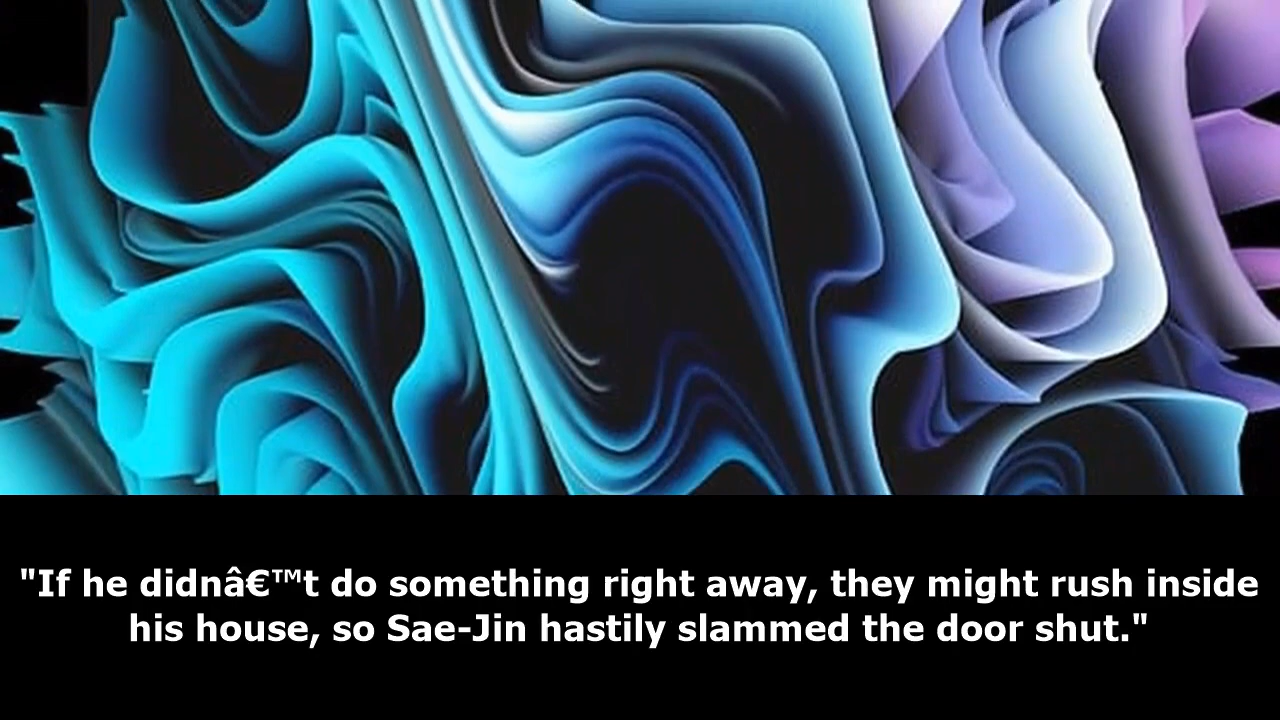 "If he didnâ€™t do something right away, they might rush inside
his house, so Sae-Jin hastily slammed the door shut."